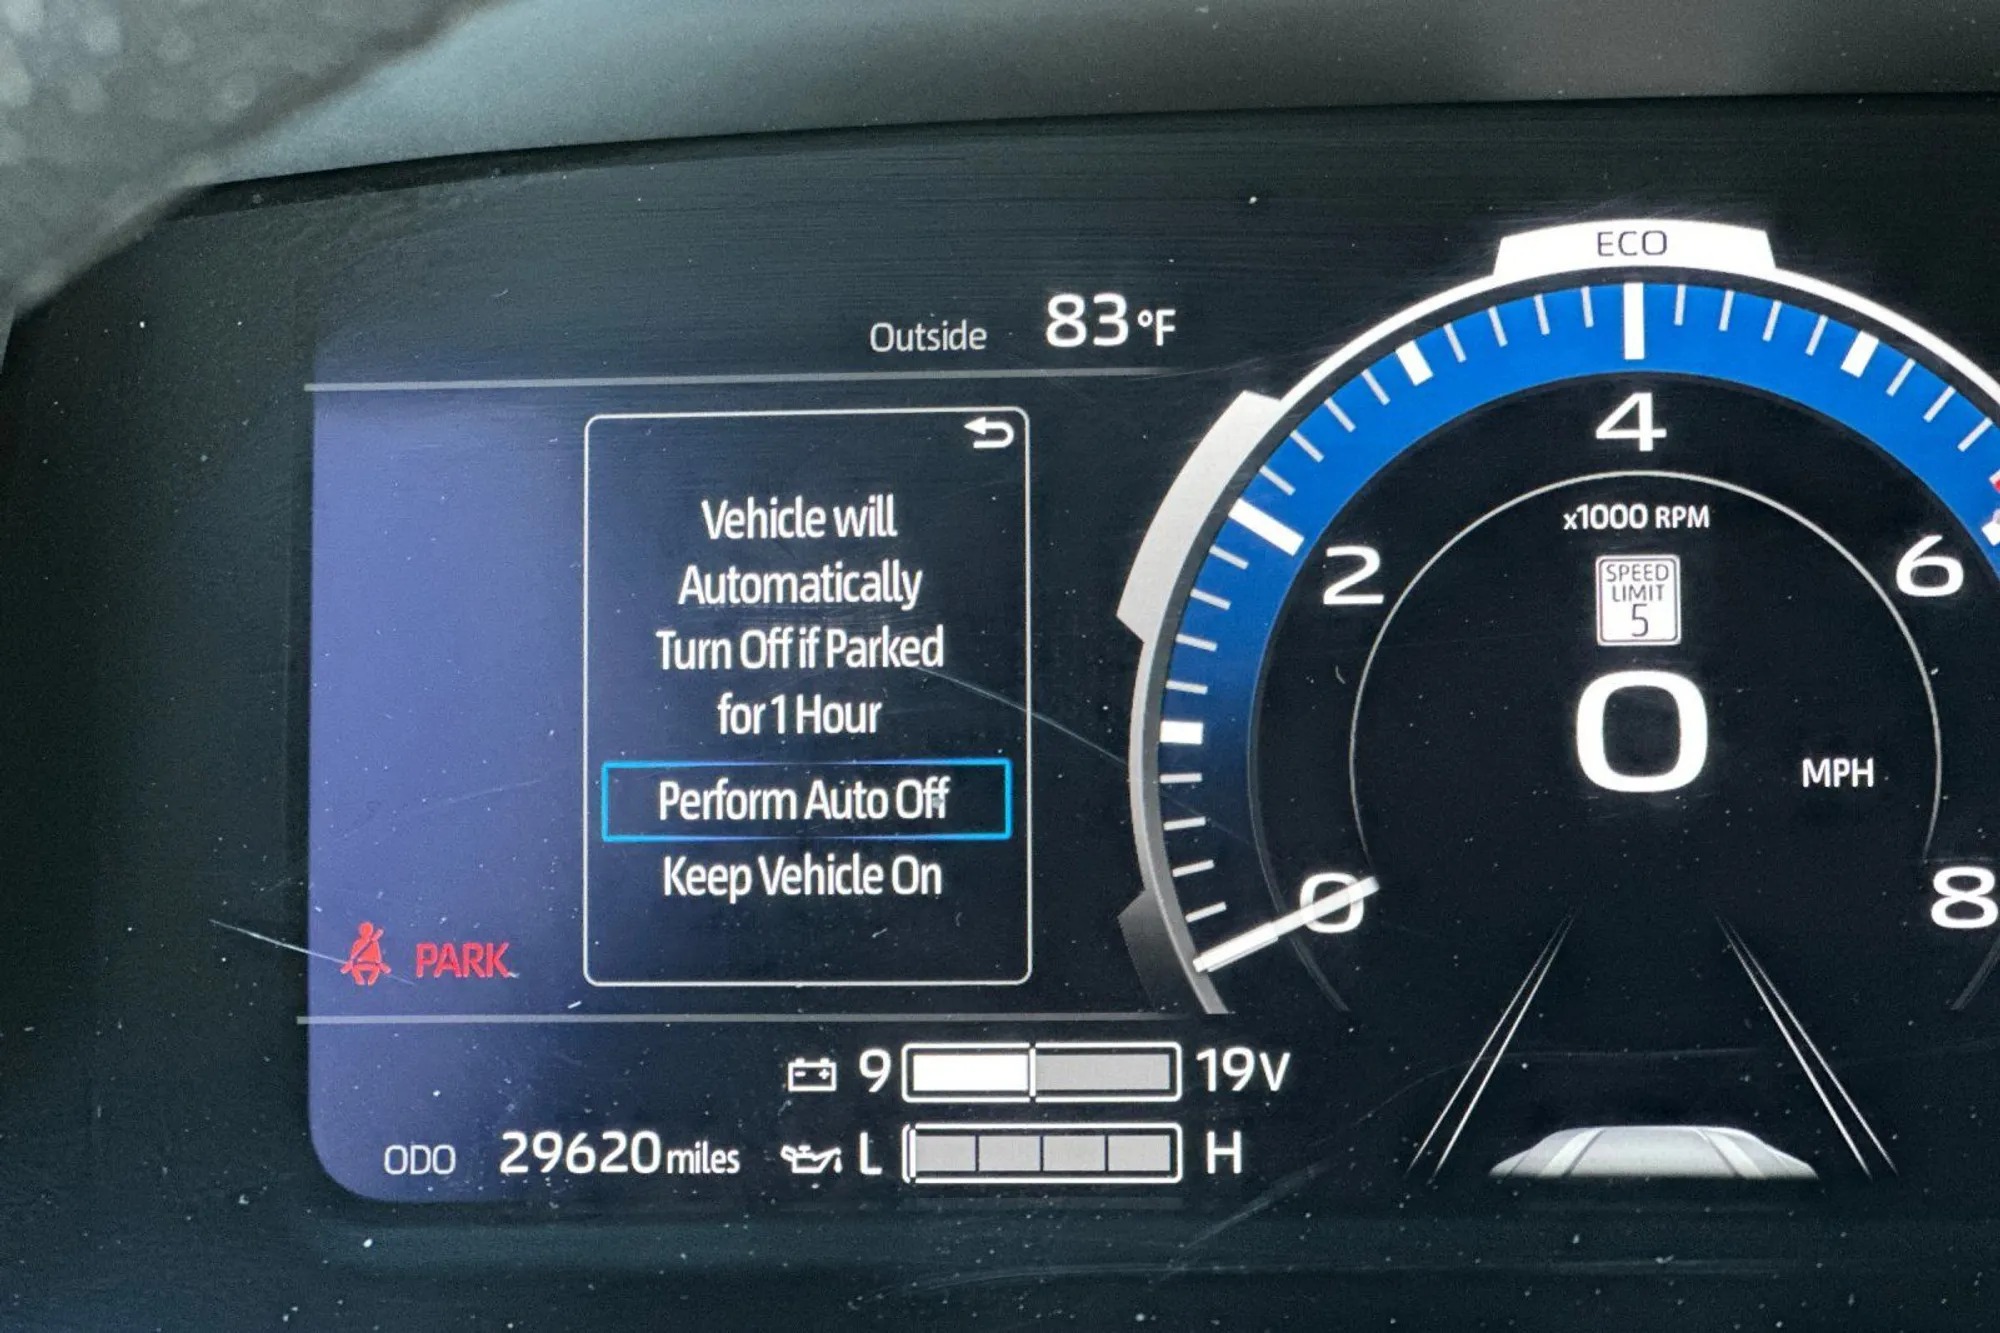 Outside 83 °F
Vehicle will
Automatically
Turn Off if Parked
for 1 Hour
Perform Auto Off
Keep Vehicle On
PARK
9 19V
ODO 29620 miles L H
ECO
4
x1000 RPM
2 6
SPEED
LIMIT
5
0
MPH
0 8